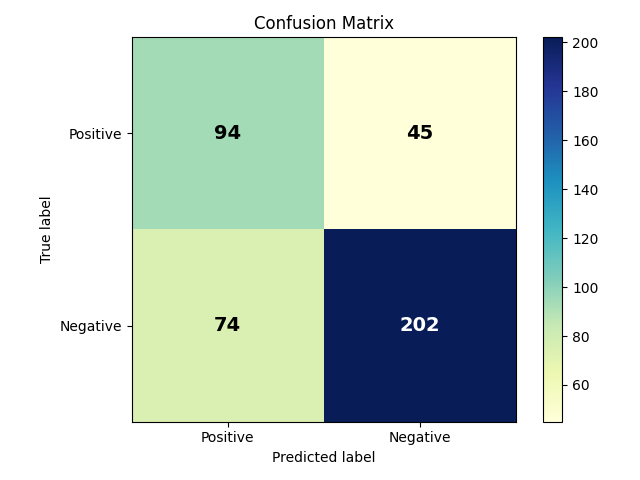 Confusion Matrix
True label
Positive
94
45
Negative
74
202
Positive
Negative
Predicted label
200
180
160
140
120
100
80
60